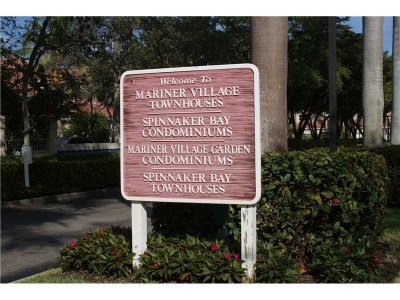 Welcome To
MARINER VILLAGE
TOWNHOUSES
SPINNAKER BAY
CONDOMINIUMS
MARINER VILLAGE GARDEN
CONDOMINIUMS
SPINNAKER BAY
TOWNHOUSES